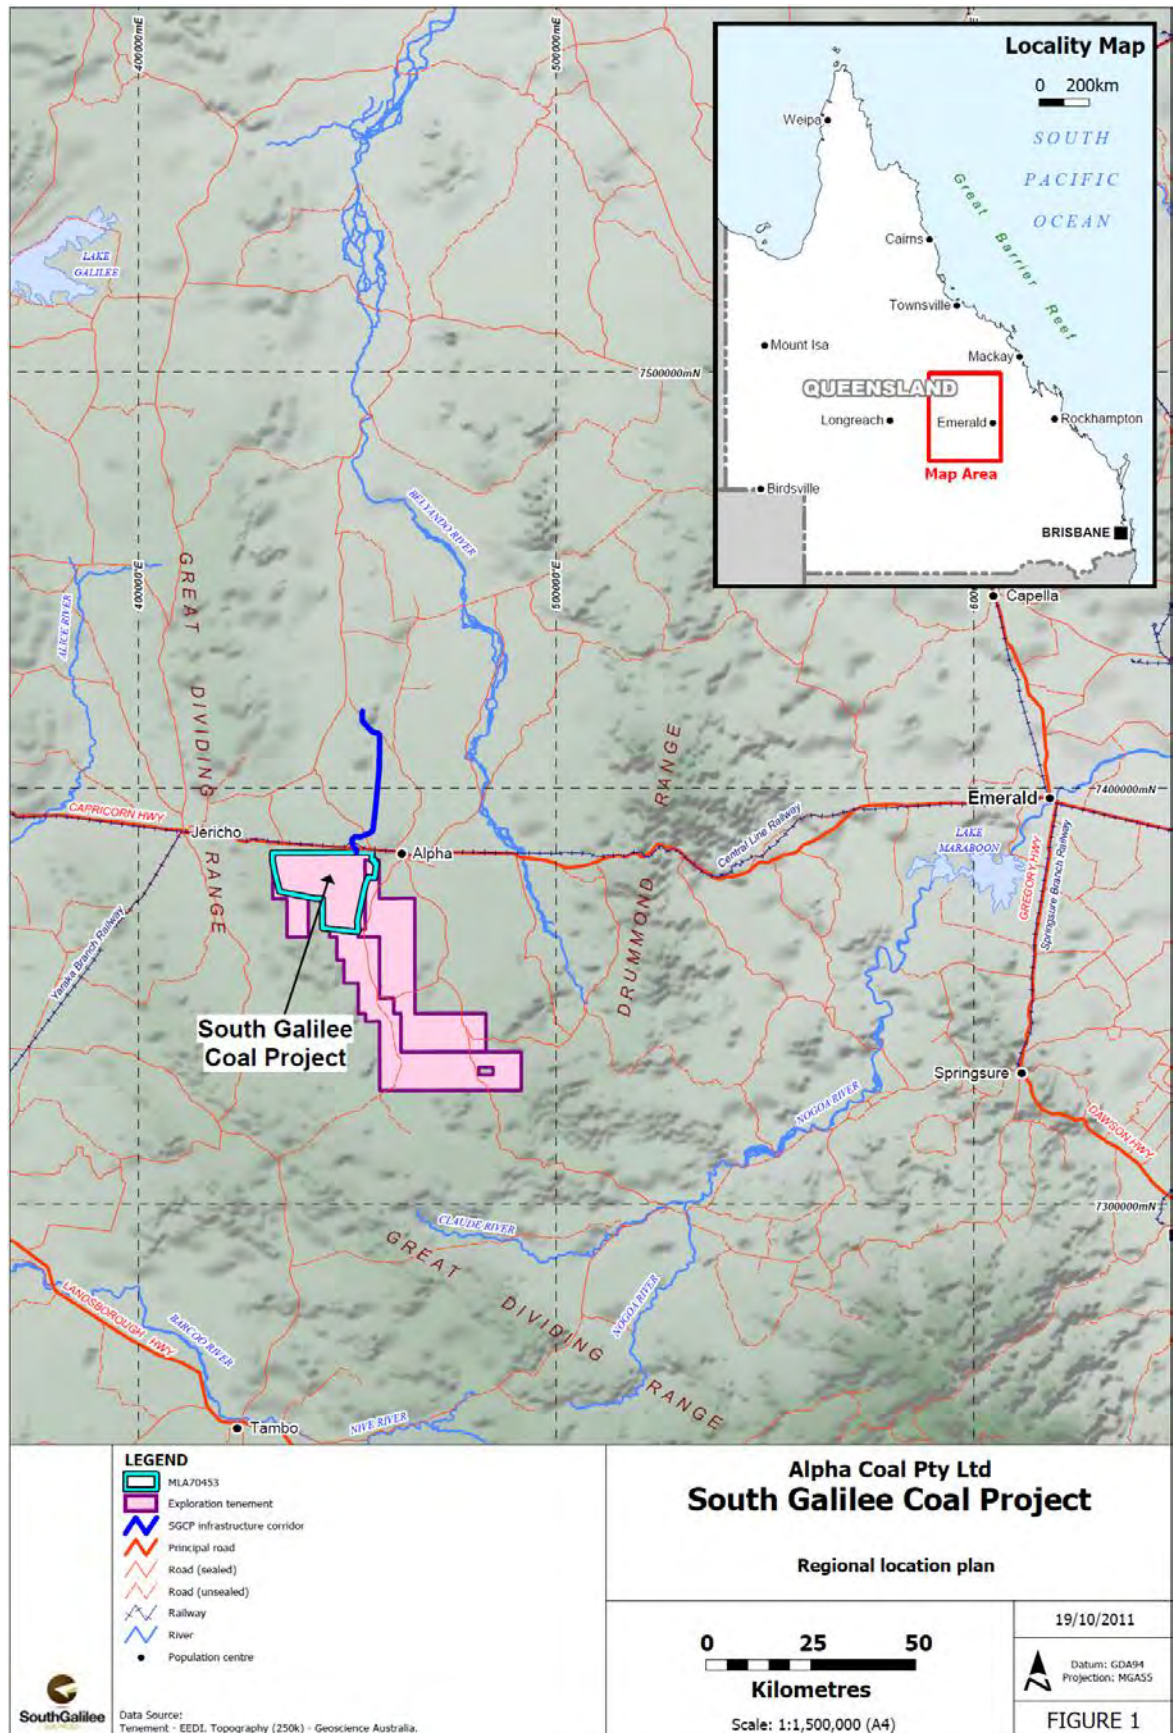 400000mE
500000mE
Locality Map
0 200km
SOUTH
PACIFIC
OCEAN
Weipa
Great Barrier Reef
Cairns
Townsville
Mount Isa
Mackay
QUEENSLAND
Longreach
Emerald
Rockhampton
Map Area
Birdsville
BRISBANE
LAKE
GALILEE
7500000mN
BELYANDO RIVER
400000°E
500000°E
Capella
ALICE RIVER
GREAT DIVIDING RANGE
DRUMMOND RANGE
7400000mN
Emerald
CAPRICORN HWY
Jericho
Alpha
Central Line Railway
LAKE
MARABOON
GREGORY HWY
Springsure Branch Railway
Yaraka Branch Railway
South Galilee
Coal Project
Springsure
NOGOA RIVER
DAWSON HWY
7300000mN
CLAUDE RIVER
GREAT DIVIDING RANGE
NOGOA RIVER
LANDSBOROUGH HWY
BARCOO RIVER
Tambo
NIVE RIVER
LEGEND
MLA70453
Exploration tenement
SGCP infrastructure corridor
Principal road
Road (sealed)
Road (unsealed)
Railway
River
Population centre
SouthGalilee
Data Source:
Tenement - EEDI. Topography (250k) - Geoscience Australia.
Alpha Coal Pty Ltd
South Galilee Coal Project
Regional location plan
0 25 50
Kilometres
Scale: 1:1,500,000 (A4)
19/10/2011
Datum: GDA94
Projection: MGA55
FIGURE 1